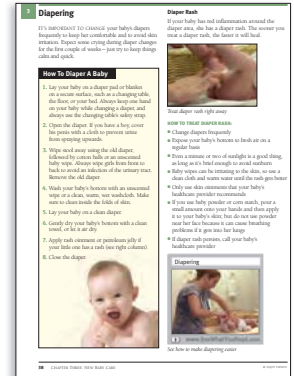 3
Diapering
IT'S IMPORTANT TO CHANGE your baby's diapers
frequently to keep her comfortable and to avoid skin
irritation. Expect some crying during diaper changes
for the first couple of weeks—just try to keep things
calm and quick.
How To Diaper A Baby
1. Lay your baby on a diaper pad or blanket
on a secure surface, such as a changing table,
the floor, or your bed. Always keep one hand
on your baby while changing a diaper, and
always use the changing table's safety strap.
2. Open the diaper. If you have a boy, cover
his penis with a cloth to prevent urine
from spraying upwards.
3. Wipe stool away using the old diaper,
followed by cotton balls or an unscented
baby wipe. Always wipe girls from front to
back to avoid an infection of the urinary tract.
Remove the old diaper.
4. Wash your baby's bottom with an unscented
wipe or a clean, warm, wet washcloth. Make
sure to clean inside the folds of skin.
5. Lay your baby on a clean diaper.
6. Gently dry your baby's bottom with a clean
towel, or let it air dry.
7. Apply rash ointment or petroleum jelly if
your little one has a rash (see right column).
8. Close the diaper.
58 CHAPTER THREE: NEW BABY CARE
Diaper Rash
If your baby has red inflammation around the
diaper area, she has a diaper rash. The sooner you
treat a diaper rash, the faster it will heal.
Treat diaper rash right away
HOW TO TREAT DIAPER RASH:
• Change diapers frequently
• Expose your baby's bottom to fresh air on a
regular basis
• Even a minute or two of sunlight is a good thing,
as long as it's brief enough to avoid sunburn
• Baby wipes can be irritating to the skin, so use a
clean cloth and warm water until the rash gets better
• Only use skin ointments that your baby's
healthcare provider recommends
• If you use baby powder or corn starch, pour a
small amount onto your hands and then apply
it to your baby's skin; but do not use powder
near her face because it can cause breathing
problems if it gets into her lungs
• If diaper rash persists, call your baby's
healthcare provider
Diapering
See how to make diapering easier